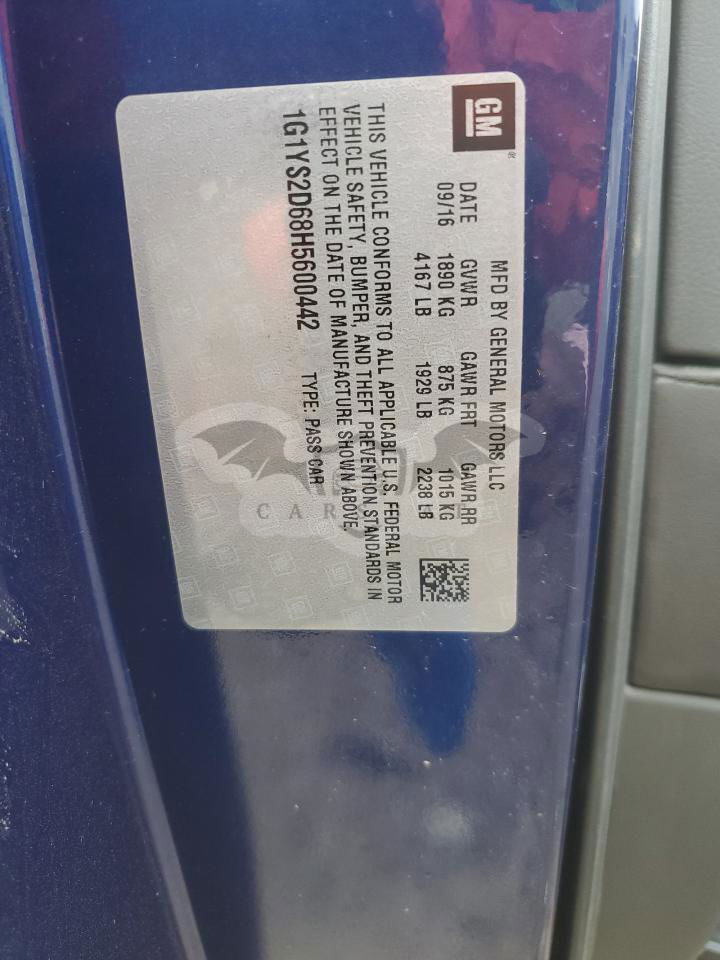 GM
®
MFD BY GENERAL MOTORS LLC
DATE GVWR GAWR FRT GAWR RR
09/16 1890 KG 875 KG 1015 KG
4167 LB 1929 LB 2238 LB
THIS VEHICLE CONFORMS TO ALL APPLICABLE U.S. FEDERAL MOTOR
VEHICLE SAFETY, BUMPER, AND THEFT PREVENTION STANDARDS IN
EFFECT ON THE DATE OF MANUFACTURE SHOWN ABOVE.
1G1YS2D68H5600442 TYPE: PASS CAR